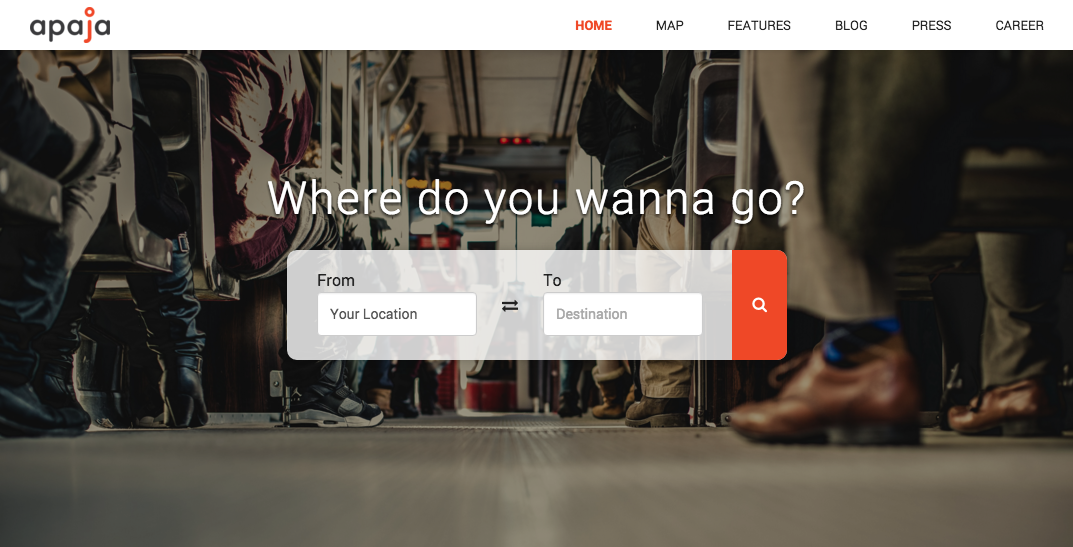 apaja
HOME MAP FEATURES BLOG PRESS CAREER
Where do you wanna go?
From To
Your Location Destination